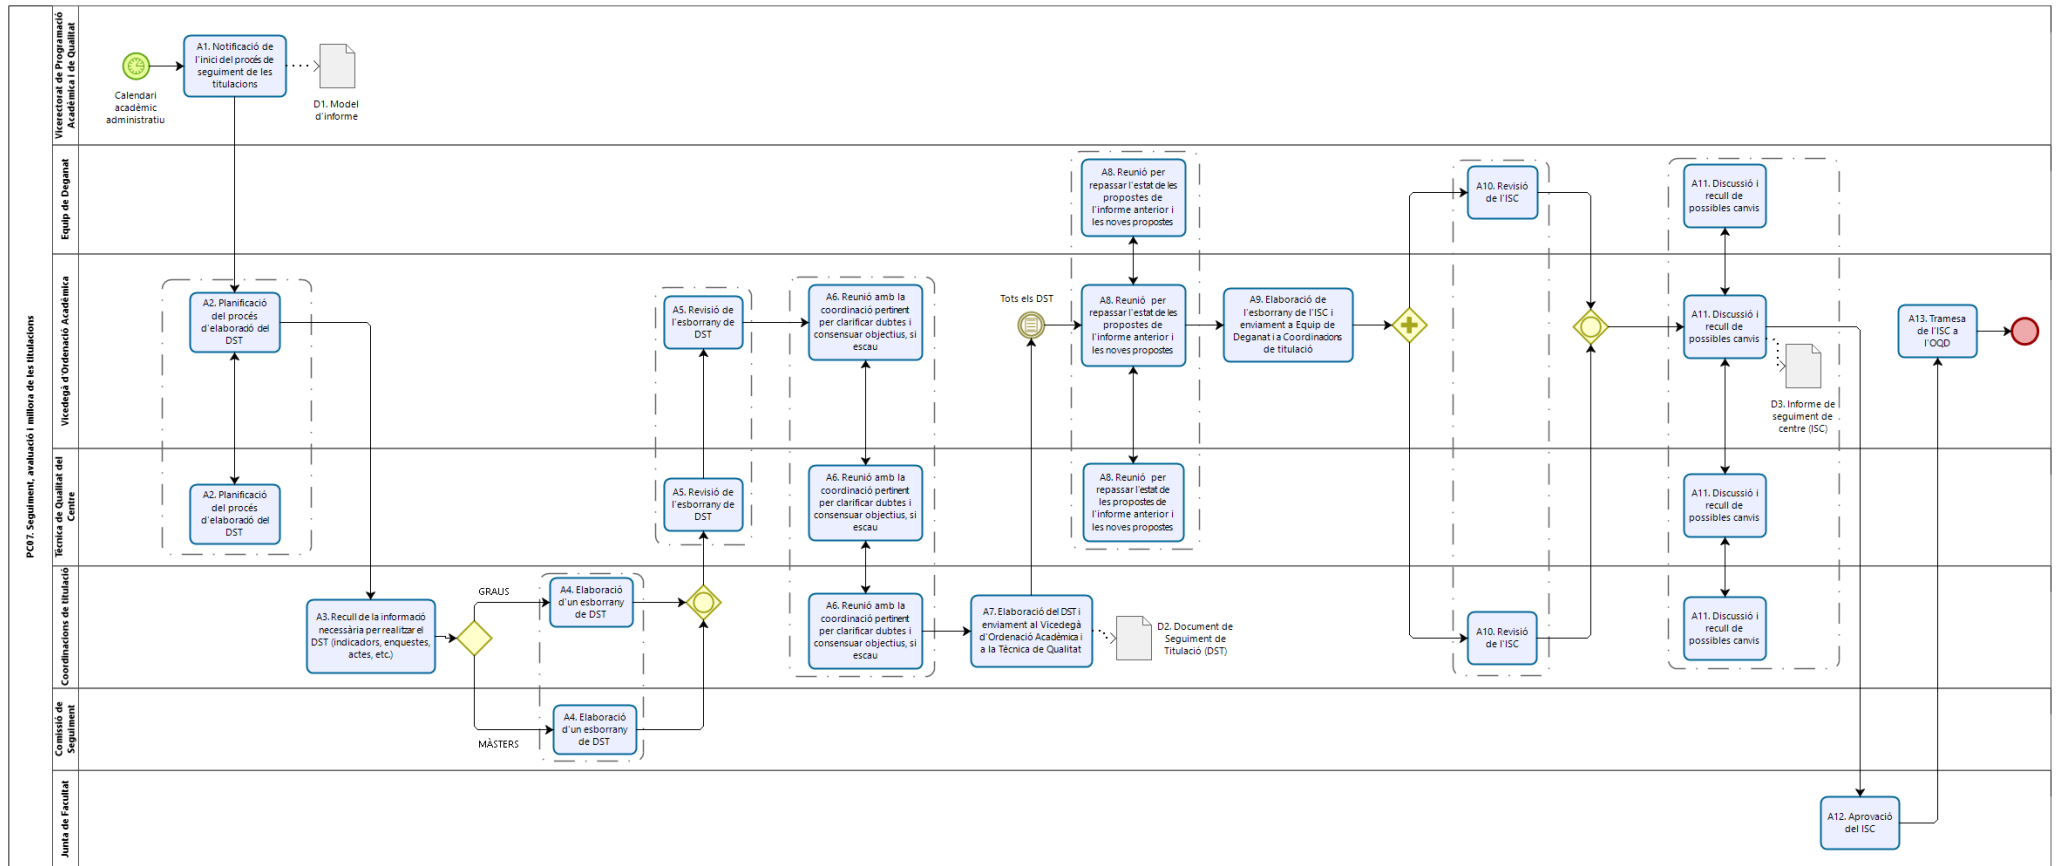 PC07. Seguiment, avaluació i millora de les titulacions
Vicerectorat de Programació
Acadèmica i de Qualitat
Calendari
acadèmic
administratiu
A1. Notificació de
l'inici del procés de
seguiment de les
titulacions
D1. Model
d'informe
Equip de Deganat
A8. Reunió per
repassar l'estat de les
propostes de
l'informe anterior i
les noves propostes
A10. Revisió
de l'ISC
A11. Discussió i
recull de
possibles canvis
Vicedegà d'Ordenació Acadèmica
A2. Planificació
del procés
d'elaboració del
DST
A5. Revisió de
l'esborrany de
DST
A6. Reunió amb la
coordinació pertinent
per clarificar dubtes i
consensuar objectius, si
escau
Tots els DST
A8. Reunió per
repassar l'estat de les
propostes de
l'informe anterior i
les noves propostes
A9. Elaboració de
l'esborrany de l'ISC i
enviament a Equip de
Deganat i a Coordinacions
de titulació
A11. Discussió i
recull de
possibles canvis
D3. Informe de
seguiment de
centre (ISC)
A13. Tramesa
de l'ISC a
l'OQD
Tècnica de Qualitat del
Centre
A2. Planificació
del procés
d'elaboració del
DST
A5. Revisió de
l'esborrany de
DST
A6. Reunió amb la
coordinació pertinent
per clarificar dubtes i
consensuar objectius, si
escau
A8. Reunió per
repassar l'estat de
les propostes de
l'informe anterior i
les noves propostes
A11. Discussió i
recull de
possibles canvis
Coordinacions de titulació
A3. Recull de la informació
necessària per realitzar el
DST (indicadors, enquestes,
actes, etc.)
GRAUS
MÀSTERS
A4. Elaboració
d'un esborrany
de DST
A6. Reunió amb la
coordinació pertinent
per clarificar dubtes i
consensuar objectius, si
escau
A7. Elaboració del DST i
enviament al Vicedegà
d'Ordenació Acadèmica i
a la Tècnica de Qualitat
D2. Document de
Seguiment de
Titulació (DST)
A10. Revisió
de l'ISC
A11. Discussió i
recull de
possibles canvis
Comissió de
Seguiment
A4. Elaboració
d'un esborrany
de DST
Junta de Facultat
A12. Aprovació
del ISC